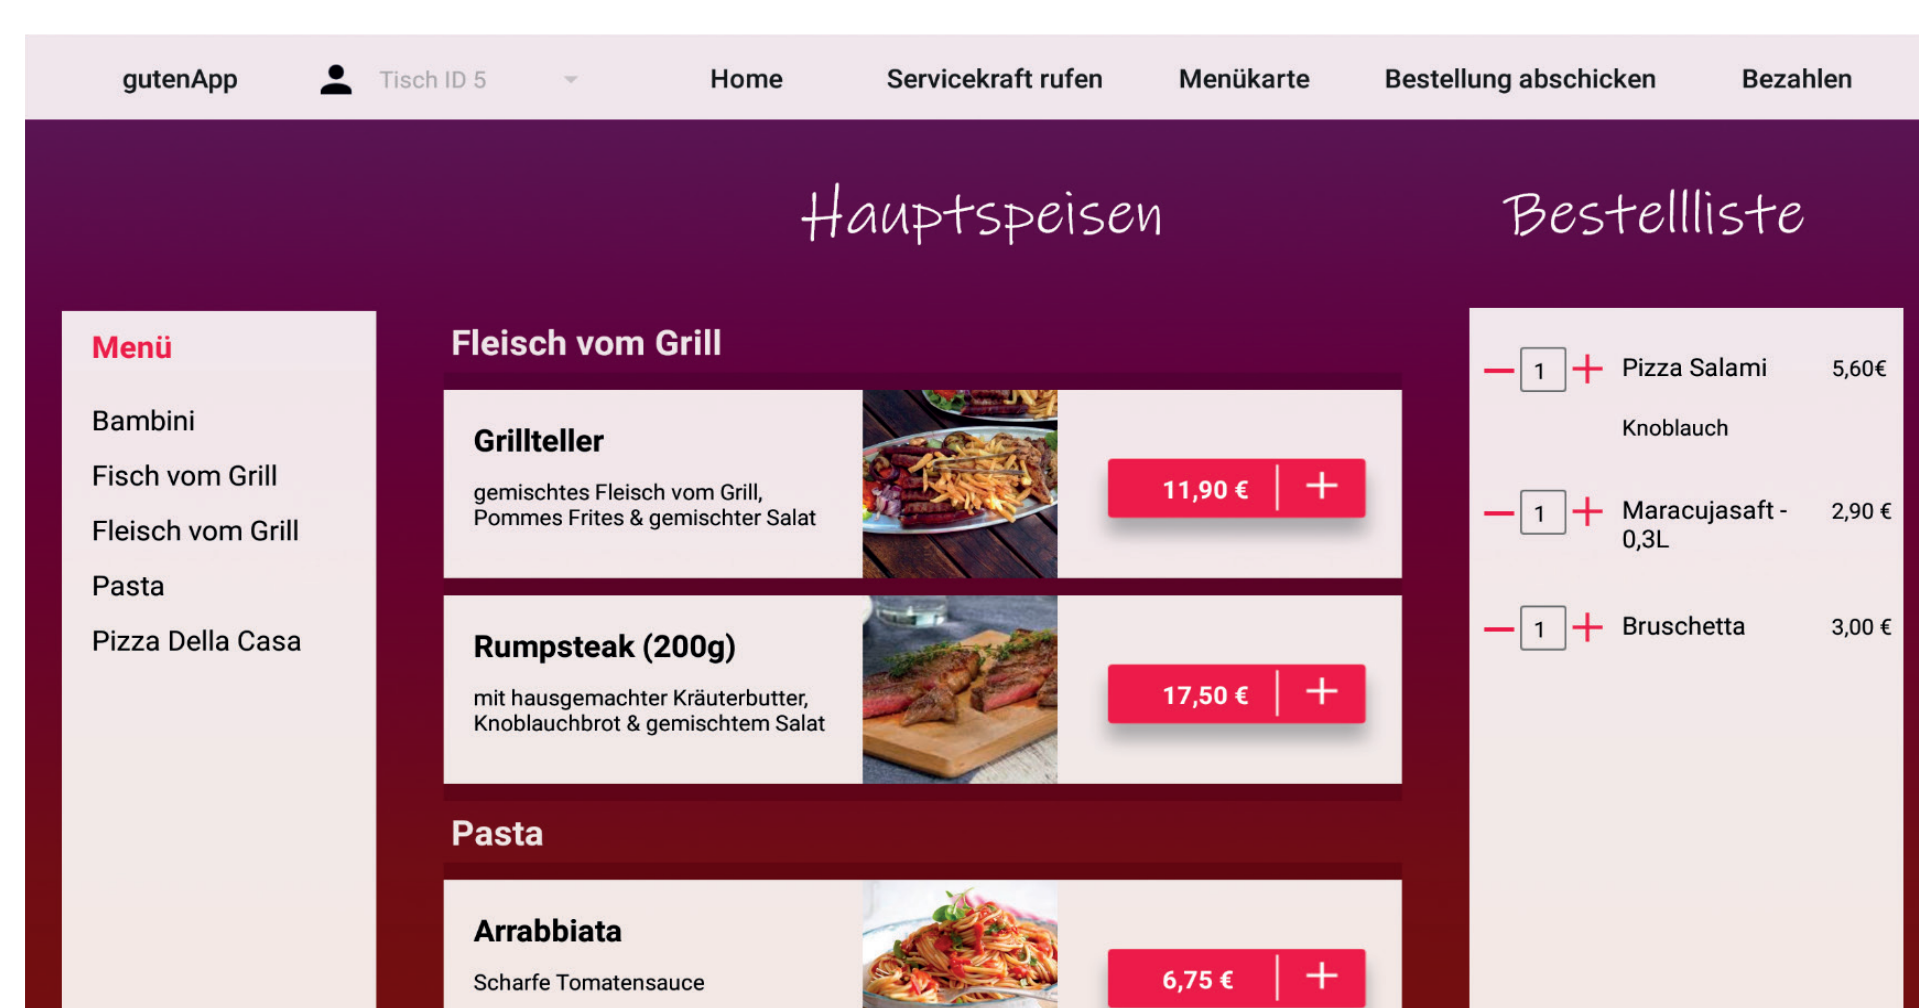 gutenApp
Tisch ID 5
Home
Servicekraft rufen
Menükarte
Bestellung abschicken
Bezahlen
Hauptspeisen
Bestellliste
Menü
Bambini
Fisch vom Grill
Fleisch vom Grill
Pasta
Pizza Della Casa
Fleisch vom Grill
Grillteller
gemischtes Fleisch vom Grill,
Pommes Frites & gemischter Salat
11,90 € +
Rumpsteak (200g)
mit hausgemachter Kräuterbutter,
Knoblauchbrot & gemischtem Salat
17,50 € +
Pasta
Arrabbiata
Scharfe Tomatensauce
6,75 € +
— 1 + Pizza Salami 5,60€
Knoblauch
— 1 + Maracujasaft - 2,90 €
0,3L
— 1 + Bruschetta 3,00 €